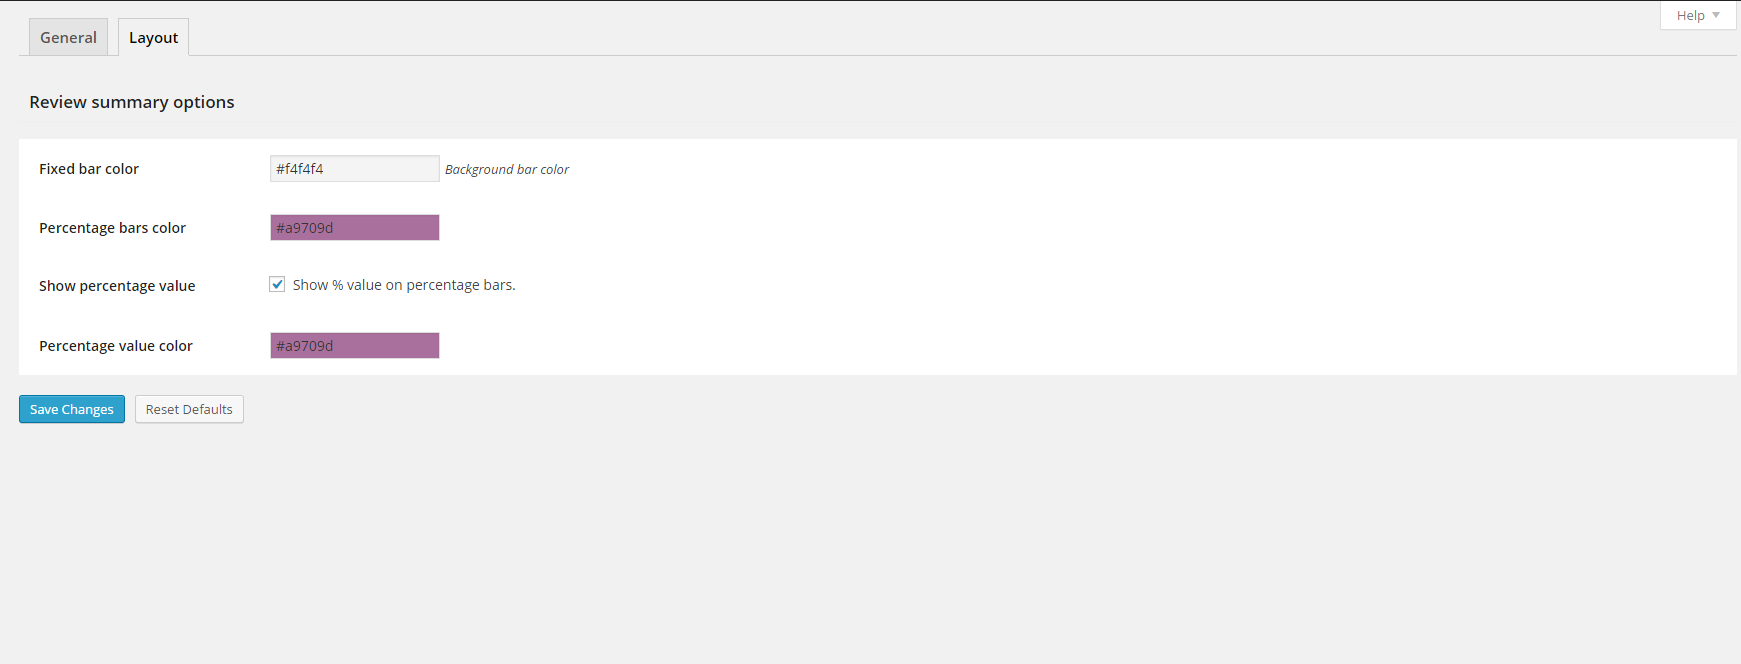 Help
General Layout
Review summary options
Fixed bar color #f4f4f4 Background bar color
Percentage bars color #a9709d
Show percentage value Show % value on percentage bars.
Percentage value color #a9709d
Save Changes Reset Defaults